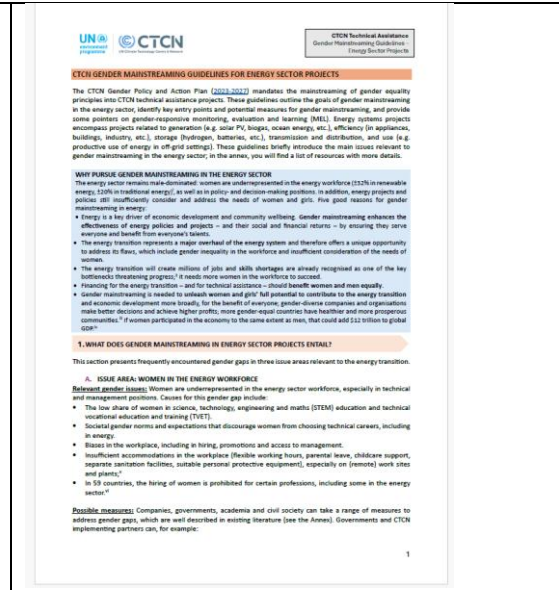 UN
environment
programme
CTCN
CTCN Technical Assistance
Gender Mainstreaming Guidelines -
Energy Sector Projects
CTCN GENDER MAINSTREAMING GUIDELINES FOR ENERGY SECTOR PROJECTS
The CTCN Gender Policy and Action Plan (2023-2027) mandates the mainstreaming of gender equality
principles into CTCN technical assistance projects. These guidelines outline the goals of gender mainstreaming
in the energy sector, identify key entry points and potential measures for gender mainstreaming, and provide
some pointers on gender-responsive monitoring, evaluation and learning (MEL). Energy systems projects
encompass projects related to generation (e.g. solar PV, biogas, ocean energy, etc.), efficiency (in appliances,
buildings, industry, etc.), storage (hydrogen, batteries, etc.), transmission and distribution, and use (e.g.
productive use of energy in off-grid settings). These guidelines briefly introduce the main issues relevant to
gender mainstreaming in the energy sector; in the annex, you will find a list of resources with more details.
WHY PURSUE GENDER MAINSTREAMING IN THE ENERGY SECTOR
The energy sector remains male-dominated: women are underrepresented in the energy workforce (±32% in renewable
energy, ±20% in traditional energy), as well as in policy- and decision-making positions. In addition, energy projects and
policies still insufficiently consider and address the needs of women and girls. Five good reasons for gender
mainstreaming in energy:
• Energy is a key driver of economic development and community wellbeing. Gender mainstreaming enhances the
effectiveness of energy policies and projects – and their social and financial returns – by ensuring they serve
everyone and benefit from everyone's talents.
• The energy transition represents a major overhaul of the energy system and therefore offers a unique opportunity
to address its flaws, which include gender inequality in the workforce and insufficient consideration of the needs of
women.
• The energy transition will create millions of jobs and skills shortages are already recognised as one of the key
bottlenecks threatening progress; it needs more women in the workforce to succeed.
• Financing for the energy transition – and for technical assistance – should benefit women and men equally.
• Gender mainstreaming is needed to unleash women and girls' full potential to contribute to the energy transition
and economic development more broadly, for the benefit of everyone; gender-diverse companies and organisations
make better decisions and achieve higher profits; more gender-equal countries have healthier and more prosperous
communities. If women participated in the economy to the same extent as men, that could add $12 trillion to global
GDP.
1. WHAT DOES GENDER MAINSTREAMING IN ENERGY SECTOR PROJECTS ENTAIL?
This section presents frequently encountered gender gaps in three issue areas relevant to the energy transition.
A. ISSUE AREA: WOMEN IN THE ENERGY WORKFORCE
Relevant gender issues: Women are underrepresented in the energy sector workforce, especially in technical
and management positions. Causes for this gender gap include:
• The low share of women in science, technology, engineering and maths (STEM) education and technical
vocational education and training (TVET).
• Societal gender norms and expectations that discourage women from choosing technical careers, including
in energy.
• Biases in the workplace, including in hiring, promotions and access to management.
• Insufficient accommodations in the workplace (flexible working hours, parental leave, childcare support,
separate sanitation facilities, suitable personal protective equipment), especially on (remote) work sites
and plants;
• In 59 countries, the hiring of women is prohibited for certain professions, including some in the energy
sector.vi
Possible measures: Companies, governments, academia and civil society can take a range of measures to
address gender gaps, which are well described in existing literature (see the Annex). Governments and CTCN
implementing partners can, for example:
1